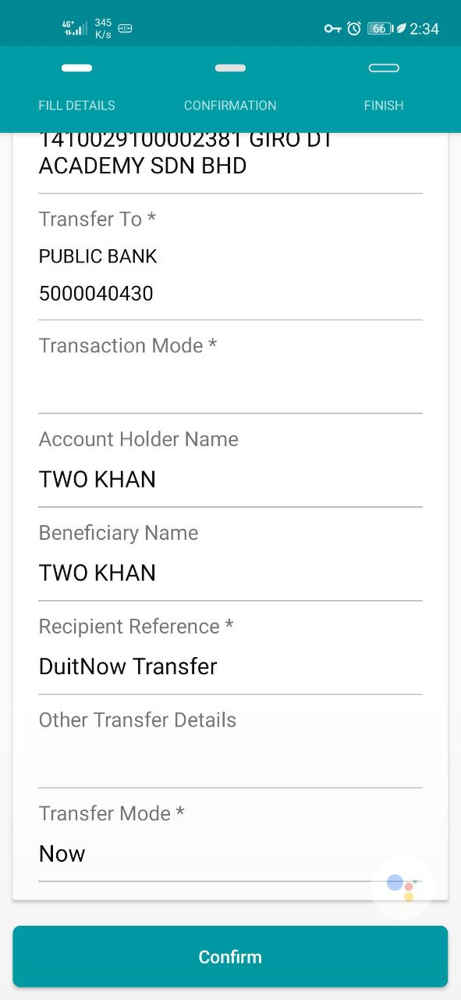 4G+
345
K/s
66
2:34
FILL DETAILS
CONFIRMATION
FINISH
1410029100002381 GIRO DT
ACADEMY SDN BHD
Transfer To *
PUBLIC BANK
5000040430
Transaction Mode *
Account Holder Name
TWO KHAN
Beneficiary Name
TWO KHAN
Recipient Reference *
DuitNow Transfer
Other Transfer Details
Transfer Mode *
Now
Confirm